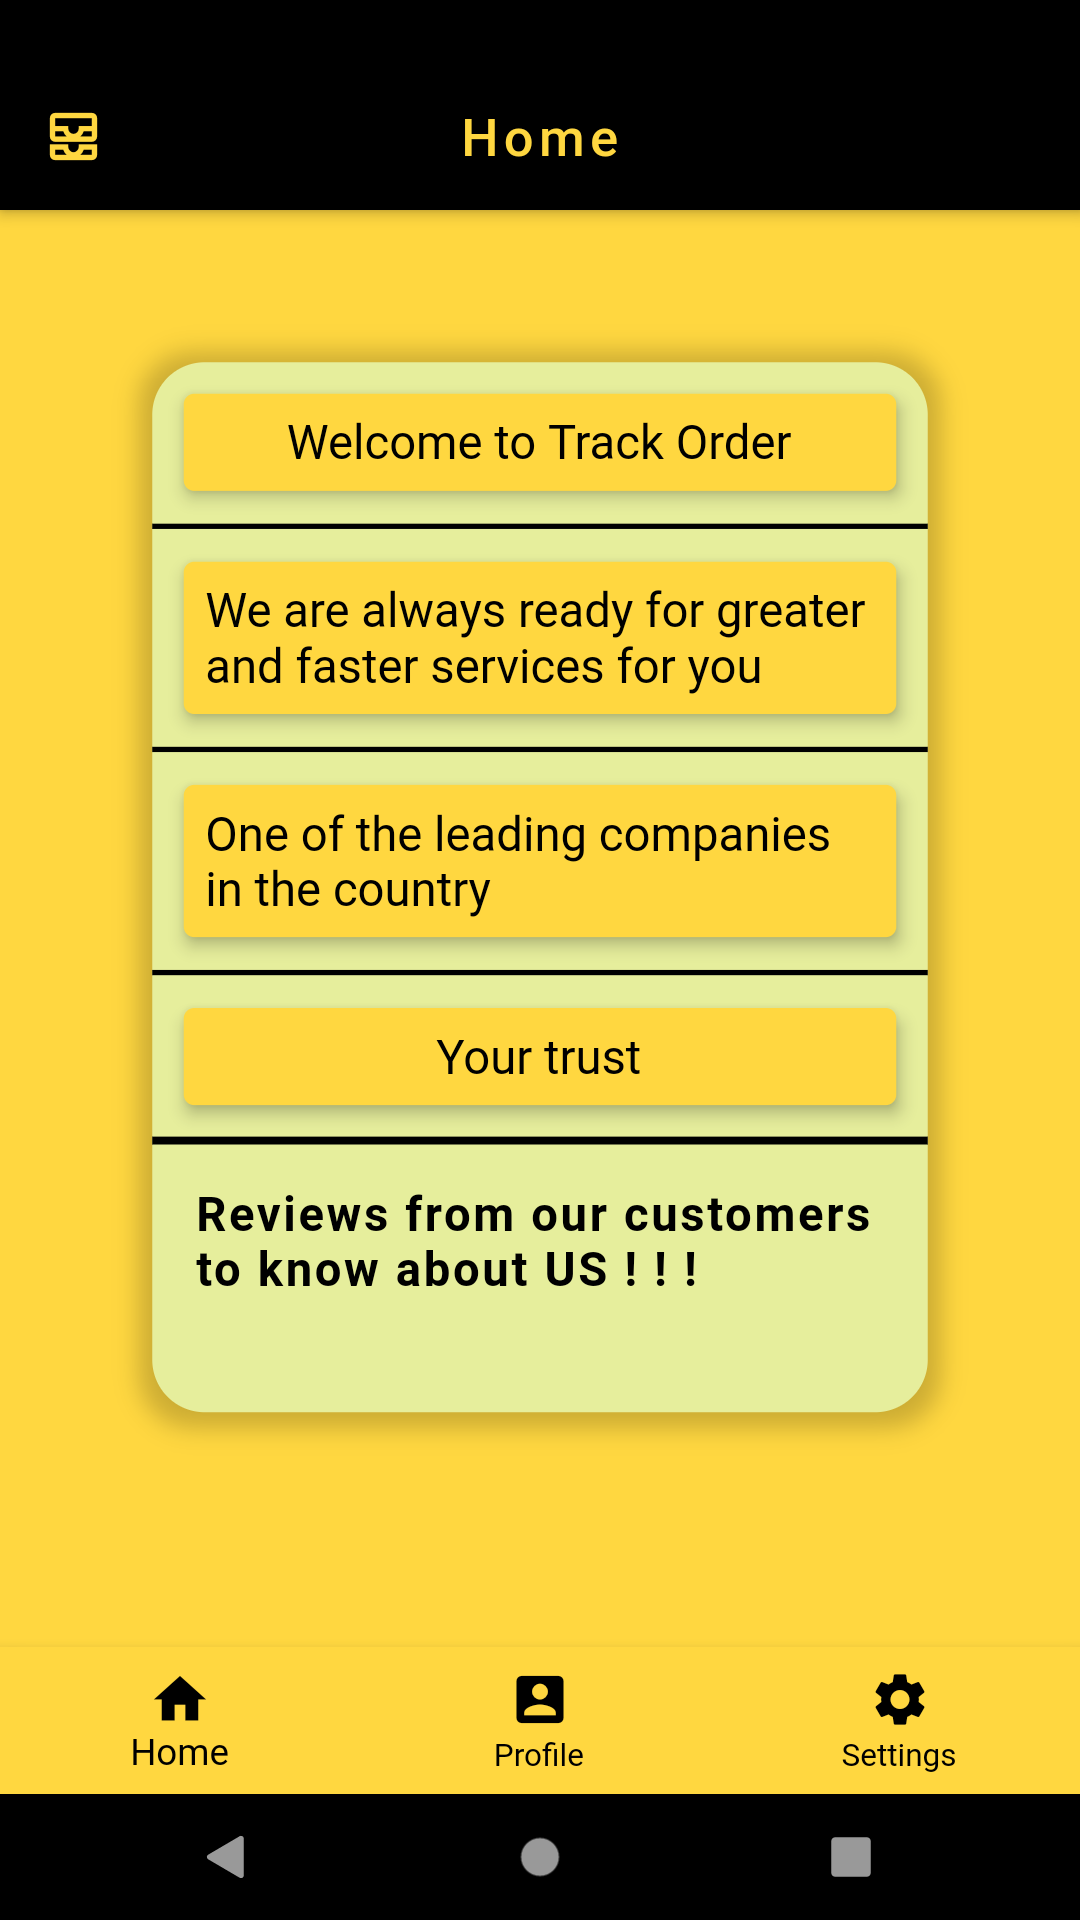 Home
Welcome to Track Order
We are always ready for greater
and faster services for you
One of the leading companies
in the country
Your trust
Reviews from our customers
to know about US ! ! !
Home
Profile
Settings